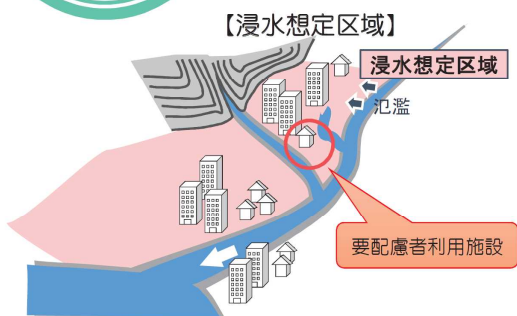 【浸水想定区域】
浸水想定区域
氾濫
要配慮者利用施設